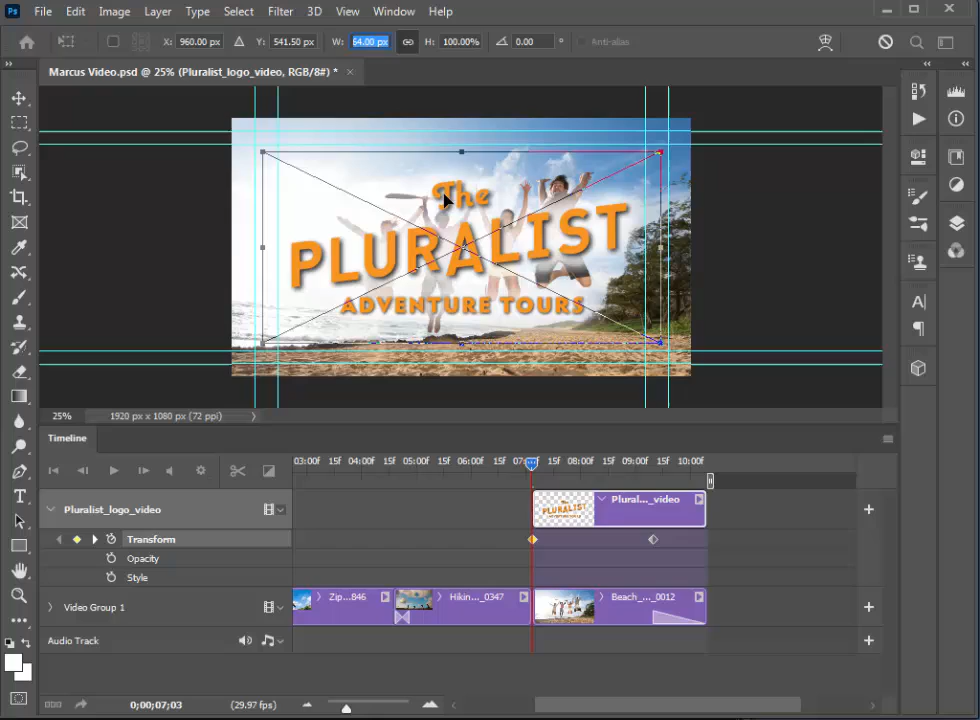 Ps File Edit Image Layer Type Select Filter 3D View Window Help
X: 960.00 px Y: 541.50 px W: 64.00 px H: 100.00% 0.00 ° Anti-alias
Marcus Video.psd @ 25% (Pluralist_logo_video, RGB/8#) * ×
The
PLURALIST
ADVENTURE TOURS
25% 1920 px x 1080 px (72 ppi)
Timeline
03:00f 15f 04:00f 15f 05:00f 15f 06:00f 15f 07:0 15f 08:00f 15f 09:00f 15f 10:00f
Pluralist_logo_video Plural..._video
Transform
Opacity
Style
Video Group 1 Zip...846 Hikin..._0347 Beach_..._0012
Audio Track
0;00;07;03 (29.97 fps)